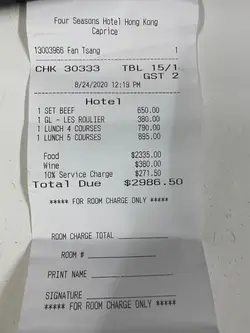 Four Seasons Hotel Hong Kong
Caprice
13003966 Fan Tsang 1
CHK 30333 TBL 15/1
GST 2
8/24/2020 12:19 PM
Hotel
1 SET BEEF 650.00
1 GL - LES ROULIER 380.00
1 LUNCH 4 COURSES 790.00
1 LUNCH 5 COURSES 895.00
Food $2335.00
Wine $380.00
10% Service Charge $271.50
Total Due $2986.50
***** FOR ROOM CHARGE ONLY *****
ROOM CHARGE TOTAL
ROOM #
PRINT NAME
SIGNATURE
***** FOR ROOM CHARGE ONLY *****